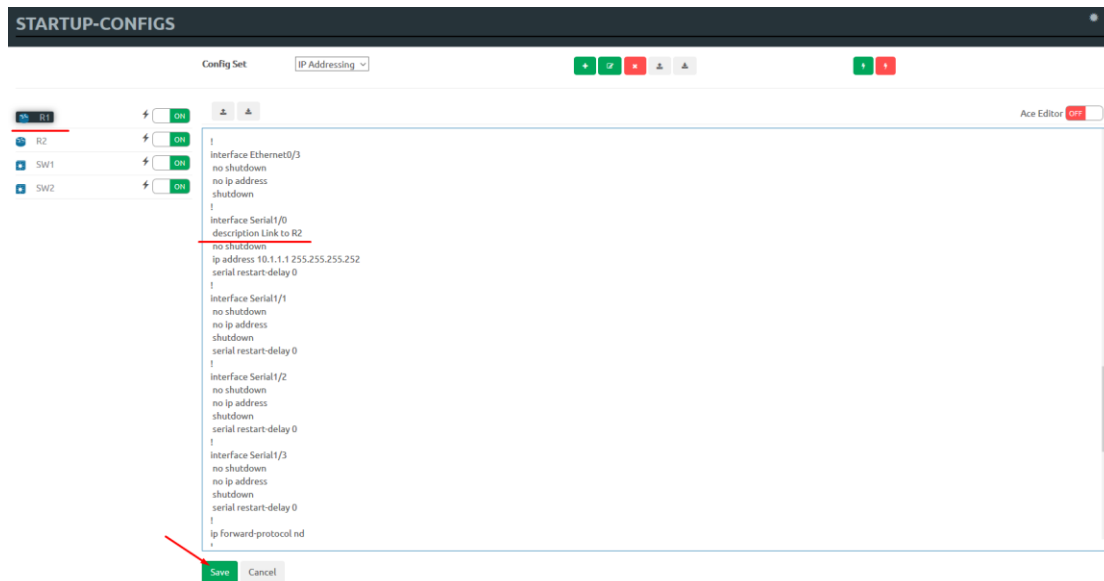 STARTUP-CONFIGS
Config Set IP Addressing
R1 ON
R2 ON
SW1 ON
SW2 ON
Ace Editor OFF
!
interface Ethernet0/3
no shutdown
no ip address
shutdown
!
interface Serial1/0
description Link to R2
no shutdown
ip address 10.1.1.1 255.255.255.252
serial restart-delay 0
!
interface Serial1/1
no shutdown
no ip address
shutdown
serial restart-delay 0
!
interface Serial1/2
no shutdown
no ip address
shutdown
serial restart-delay 0
!
interface Serial1/3
no shutdown
no ip address
shutdown
serial restart-delay 0
!
ip forward-protocol nd
!
Save Cancel